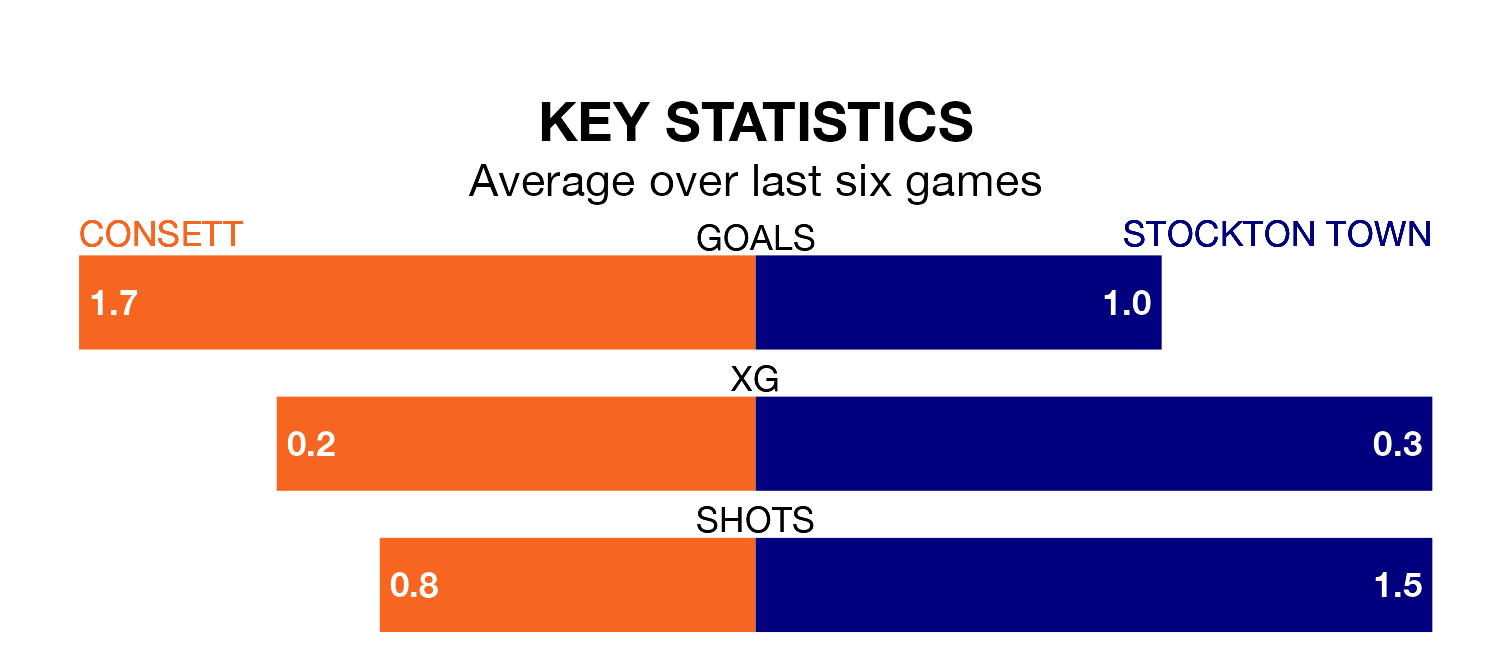 KEY STATISTICS
Average over last six games
CONSETT
GOALS
STOCKTON TOWN
1.7
1.0
XG
0.2
0.3
SHOTS
0.8
1.5